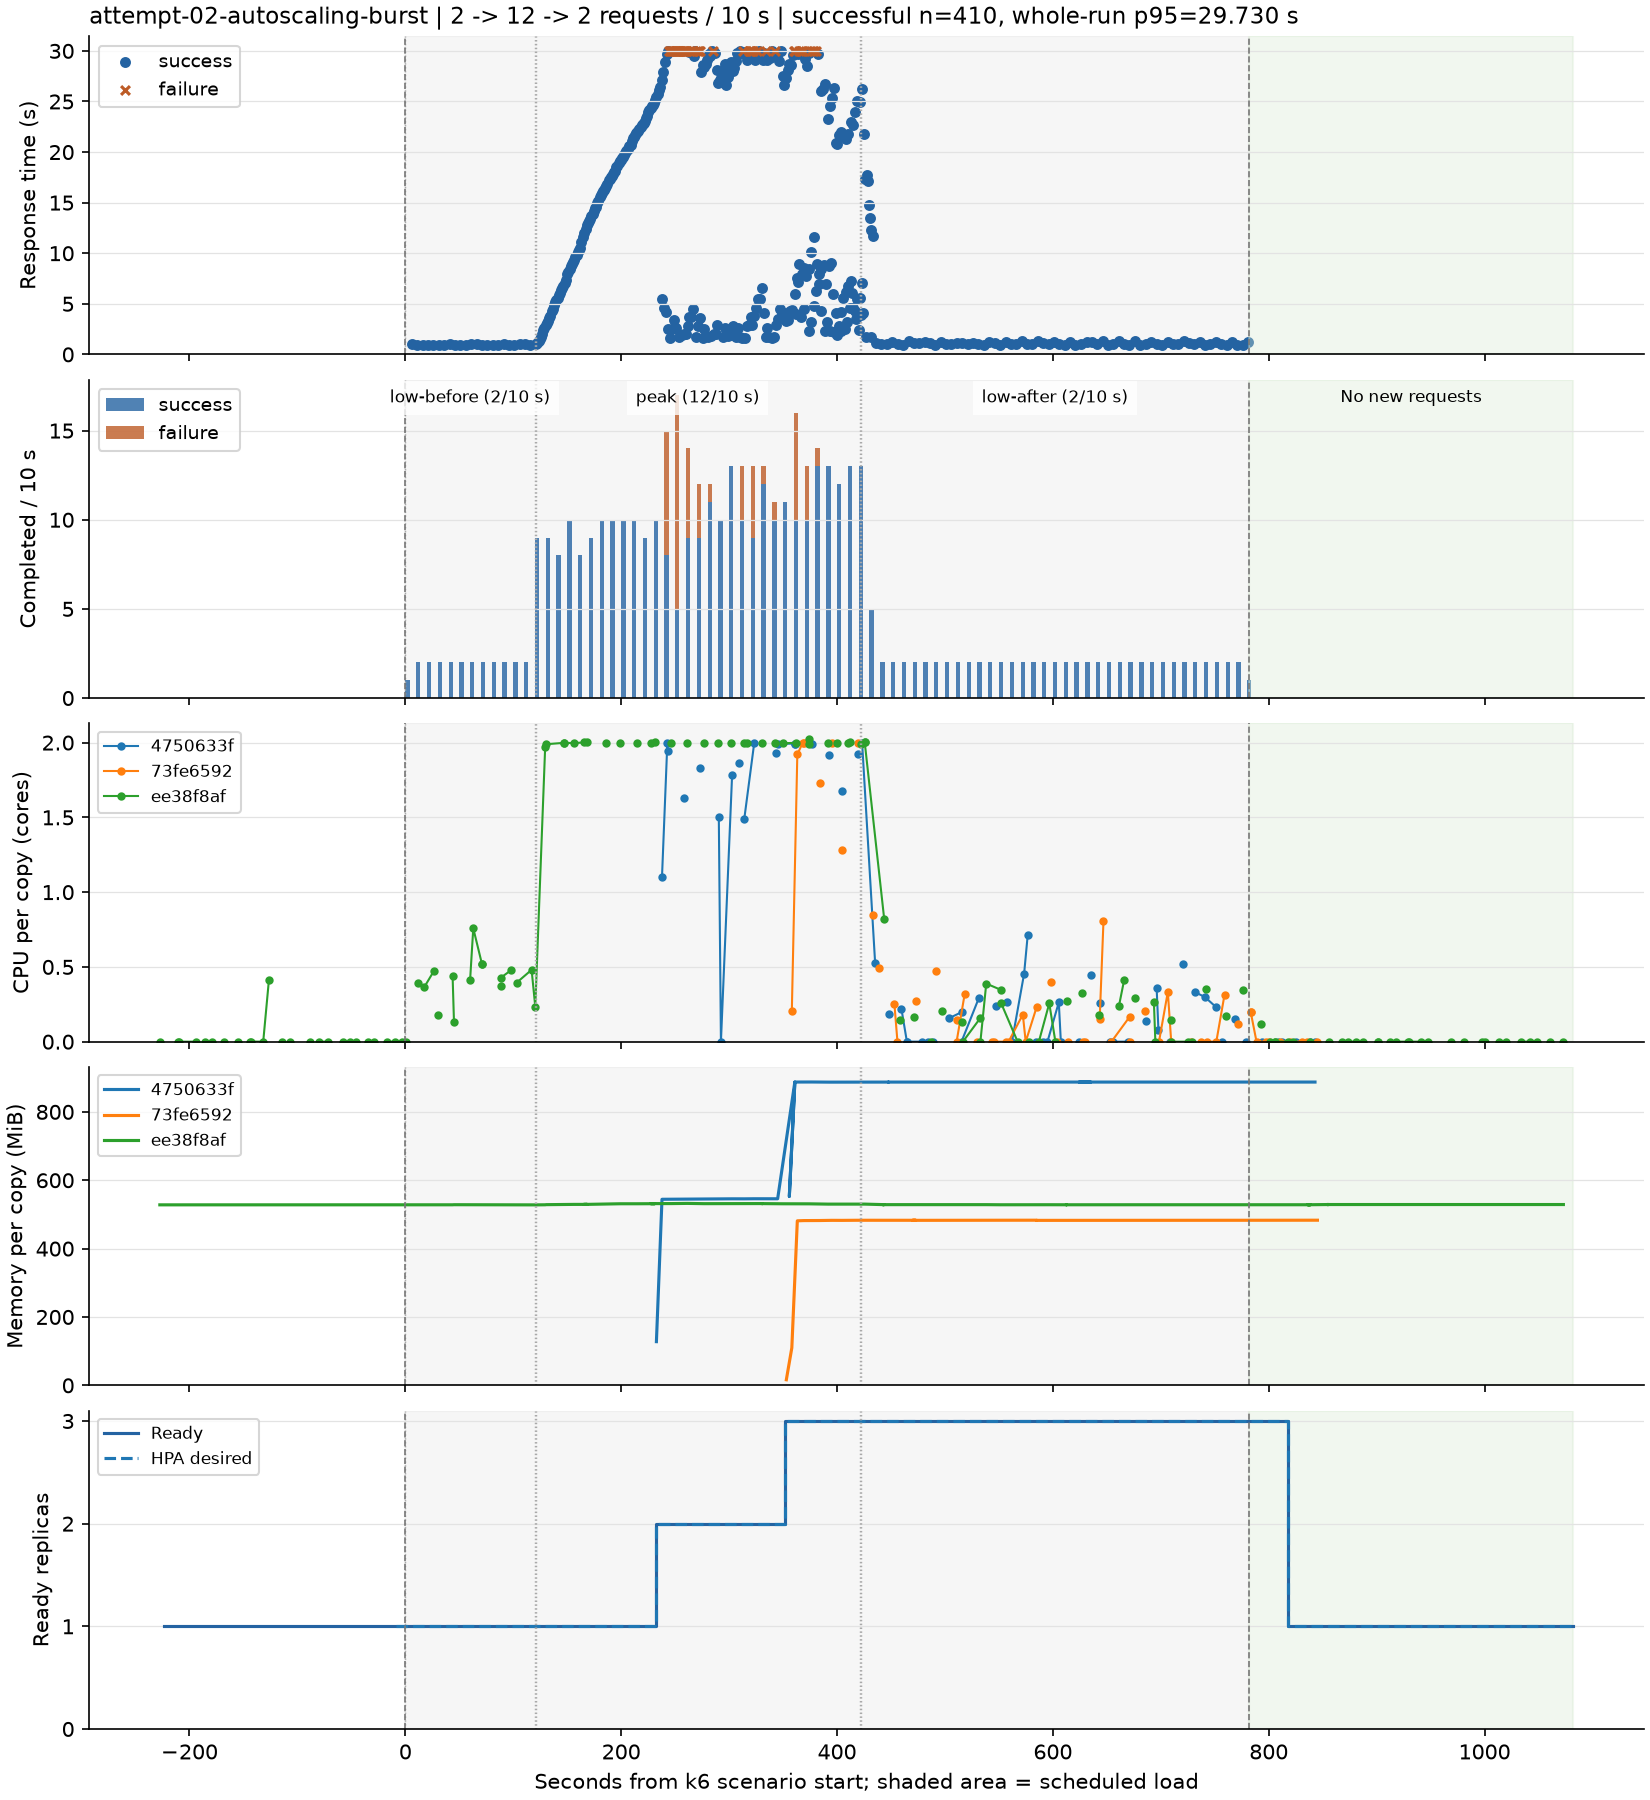 attempt-02-autoscaling-burst | 2 -> 12 -> 2 requests / 10 s | successful n=410, whole-run p95=29.730 s
Response time (s)
30
25
20
15
10
5
0
success
failure
Completed / 10 s
15
10
5
0
success
failure
low-before (2/10 s)
peak (12/10 s)
low-after (2/10 s)
No new requests
CPU per copy (cores)
2.0
1.5
1.0
0.5
0.0
4750633f
73fe6592
ee38f8af
Memory per copy (MiB)
800
600
400
200
0
4750633f
73fe6592
ee38f8af
Ready replicas
3
2
1
0
Ready
HPA desired
−200
0
200
400
600
800
1000
Seconds from k6 scenario start; shaded area = scheduled load